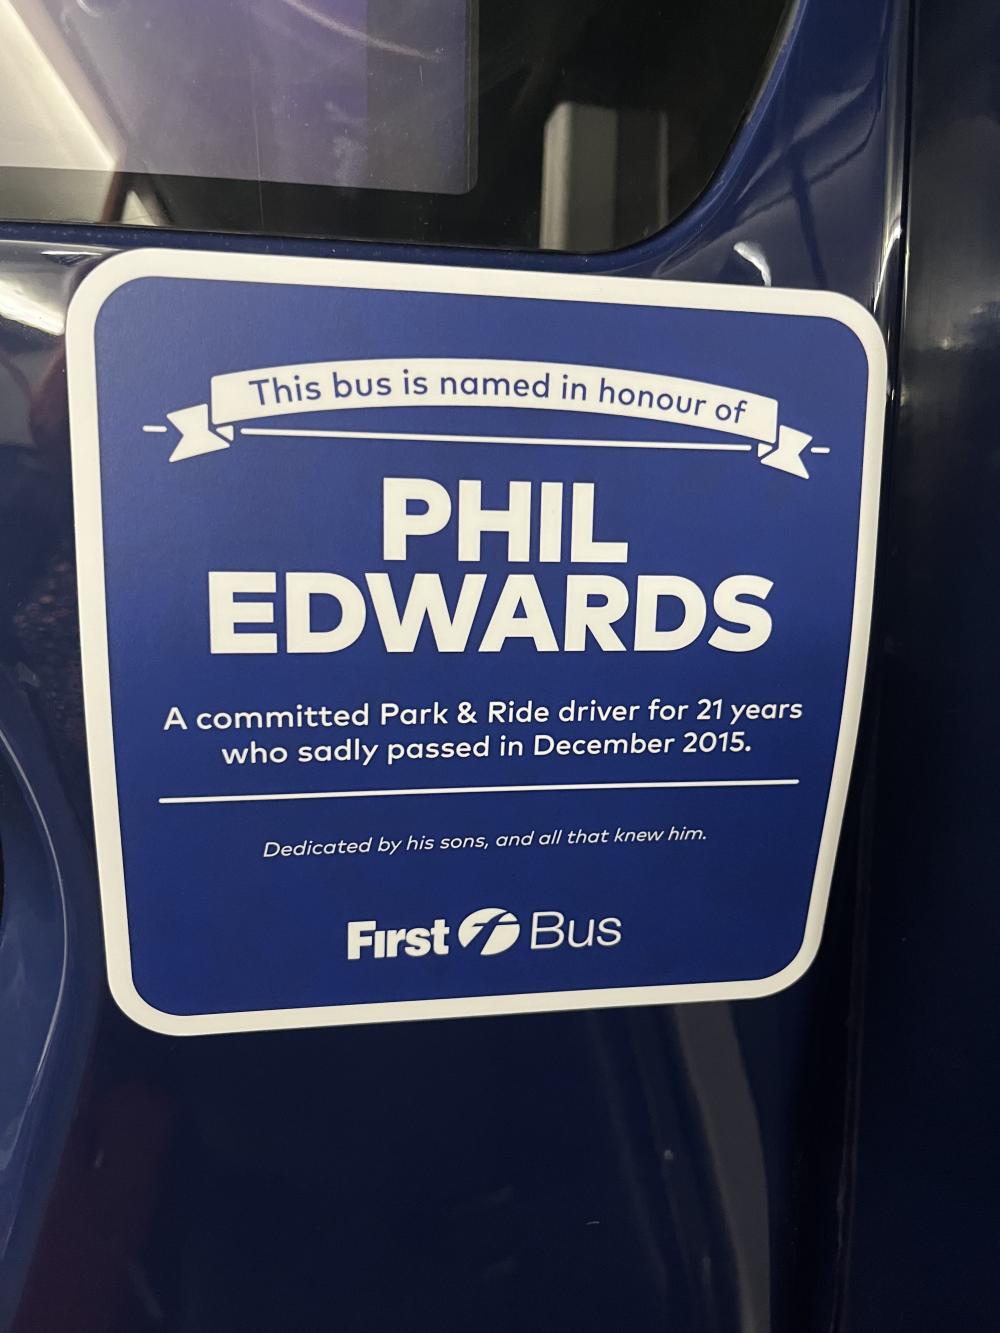 This bus is named in honour of
PHIL
EDWARDS
A committed Park & Ride driver for 21 years
who sadly passed in December 2015.
Dedicated by his sons, and all that knew him.
First Bus